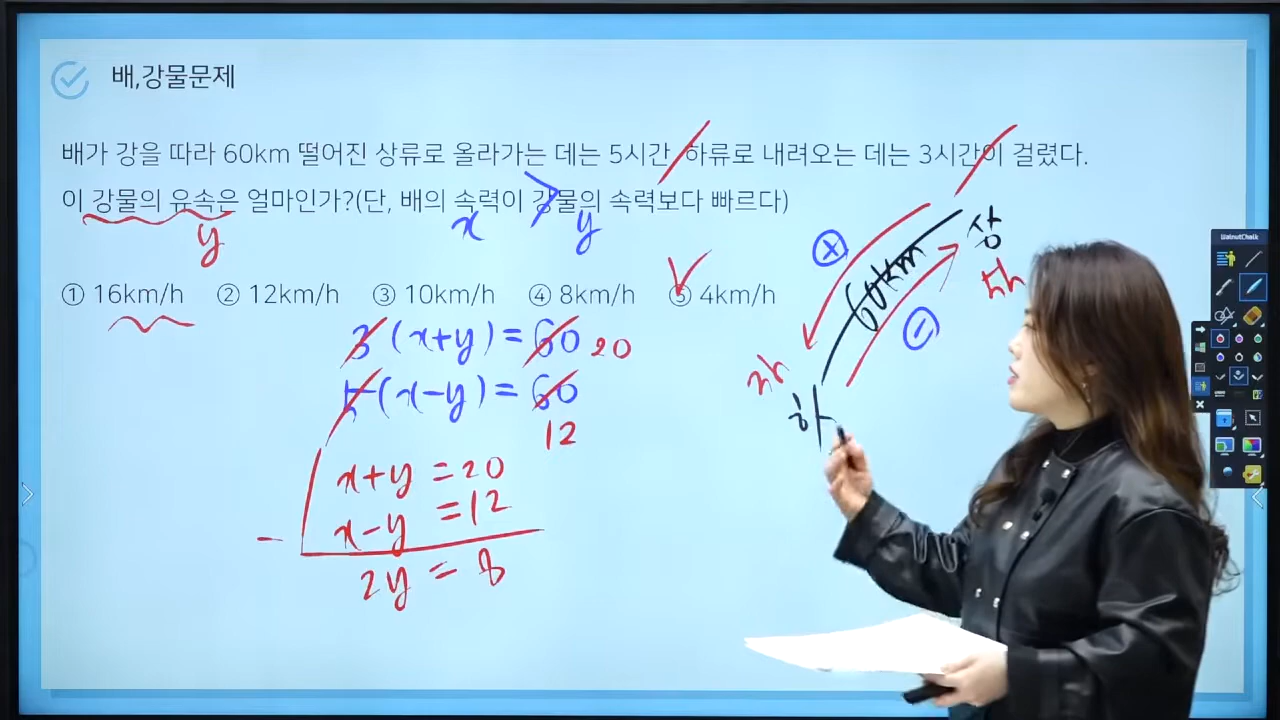 배,강물문제
배가 강을 따라 60km 떨어진 상류로 올라가는 데는 5시간, 하류로 내려오는 데는 3시간이 걸렸다.
이 강물의 유속은 얼마인가?(단, 배의 속력이 강물의 속력보다 빠르다)
y x > y
① 16km/h ② 12km/h ③ 10km/h ④ 8km/h ⑤ 4km/h
3(x+y)=60 20
5(x-y)=60
12
x+y=20
- x-y=12
2y=8
상
5h
+
60km
-
3h
하
WalnutChalk